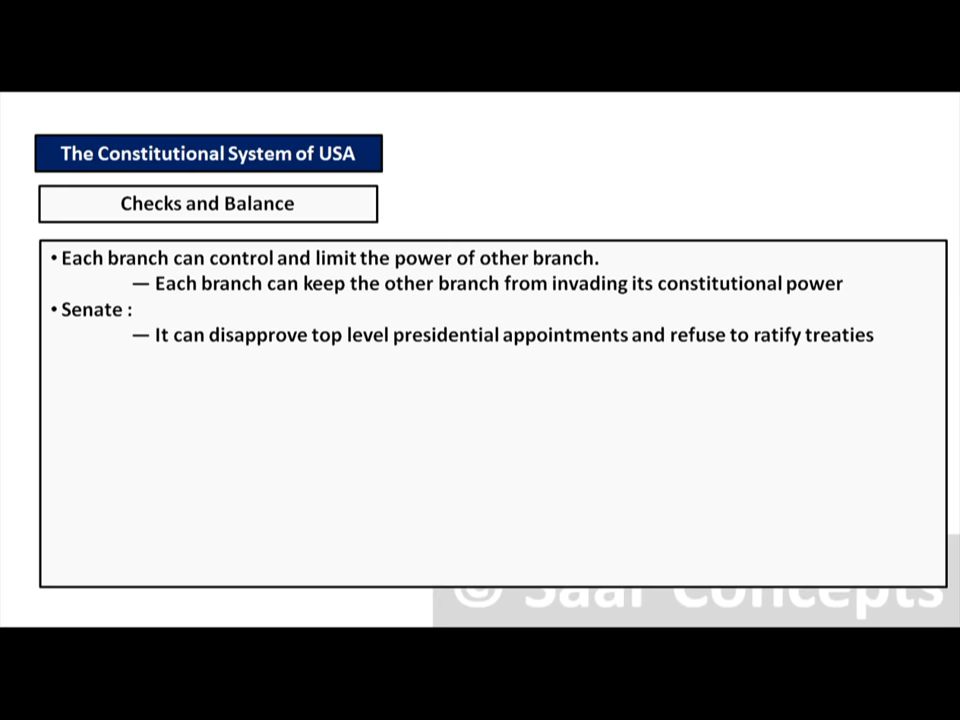 The Constitutional System of USA
Checks and Balance
• Each branch can control and limit the power of other branch.
— Each branch can keep the other branch from invading its constitutional power
• Senate :
— It can disapprove top level presidential appointments and refuse to ratify treaties
© Saar Concepts